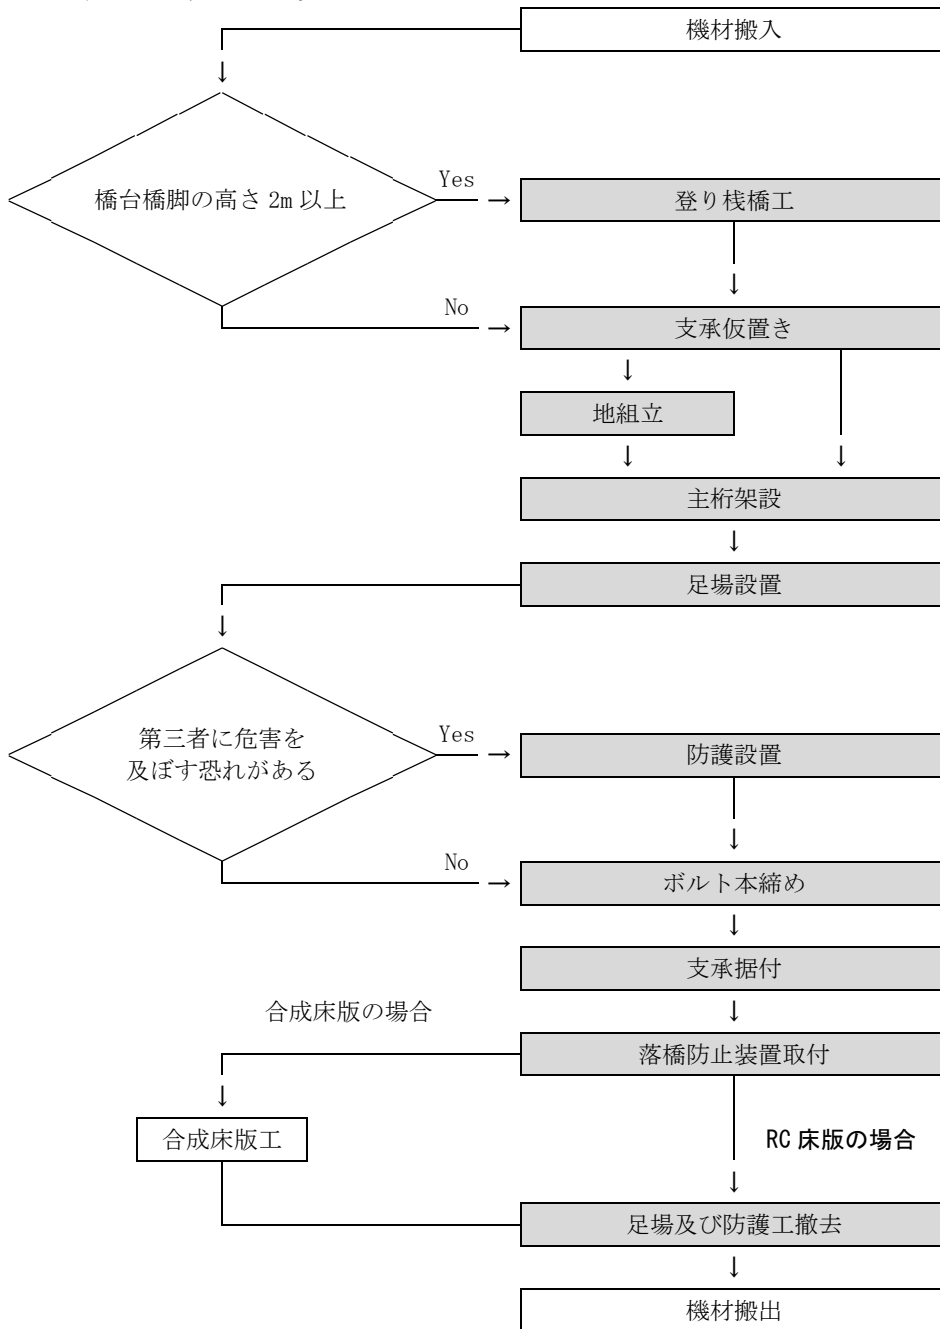 機材搬入
↓
橋台橋脚の高さ 2m 以上
Yes
→
登り桟橋工
↓
No
→
支承仮置き
↓
地組立
↓
↓
主桁架設
↓
足場設置
↓
第三者に危害を
及ぼす恐れがある
Yes
→
防護設置
↓
No
→
ボルト本締め
↓
支承据付
↓
合成床版の場合
落橋防止装置取付
↓
合成床版工
RC 床版の場合
↓
足場及び防護工撤去
↓
機材搬出